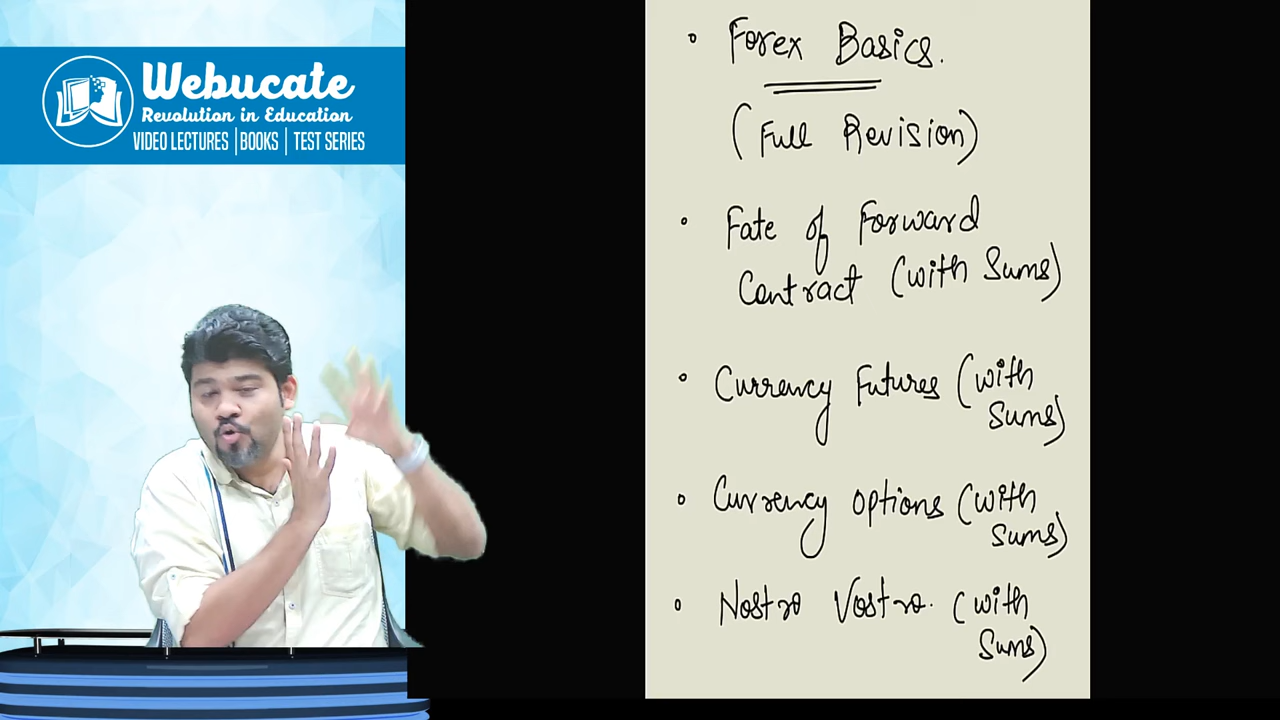 Webucate
Revolution in Education
VIDEO LECTURES | BOOKS | TEST SERIES
• Forex Basics.
(Full Revision)
• Fate of Forward
Contract (with Sums)
• Currency Futures (with
Sums)
• Currency options (with
Sums)
• Nostro Vostro. (with
Sums)